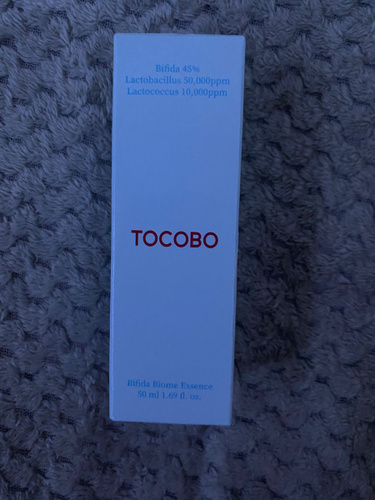 Bifida 45%
Lactobacillus 50,000ppm
Lactococcus 10,000ppm
TOCOBO
Bifida Biome Essence
50 ml 1.69 fl. oz.